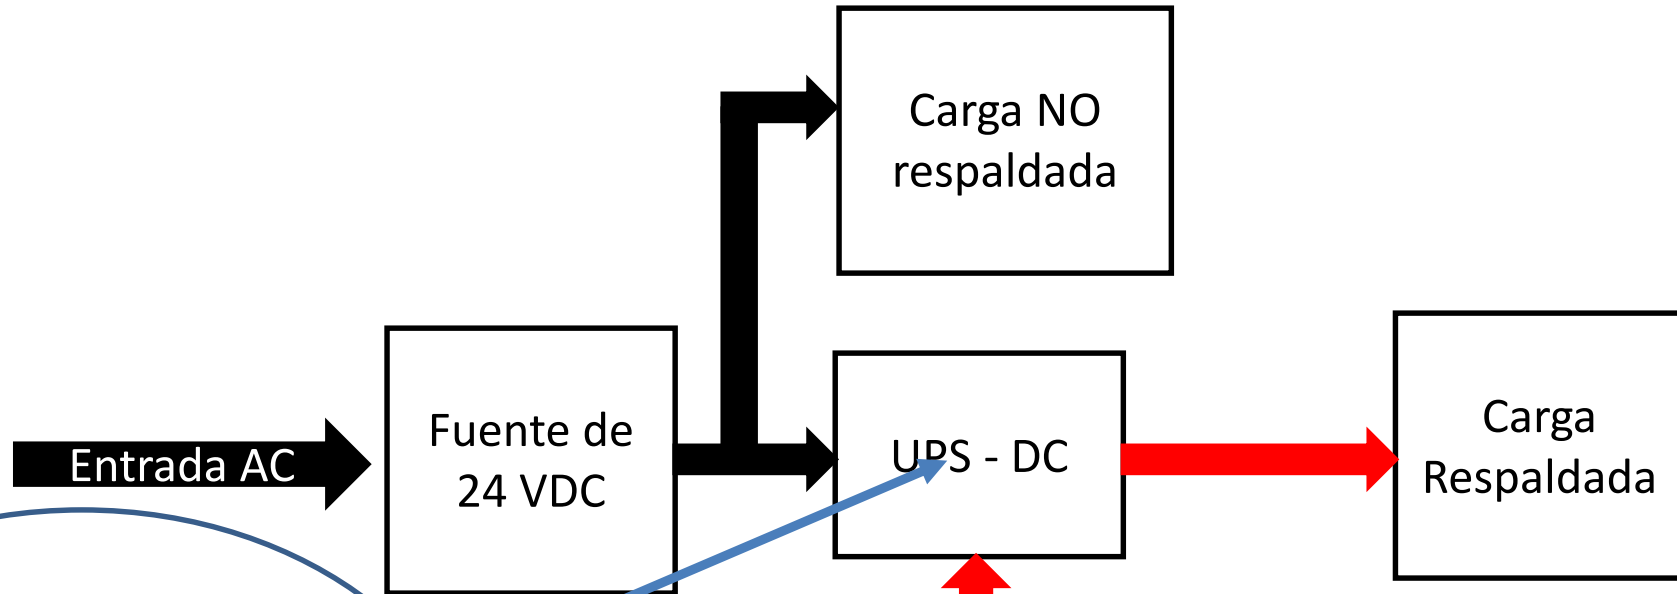 Carga NO
respaldada
Entrada AC
Fuente de
24 VDC
UPS - DC
Carga
Respaldada